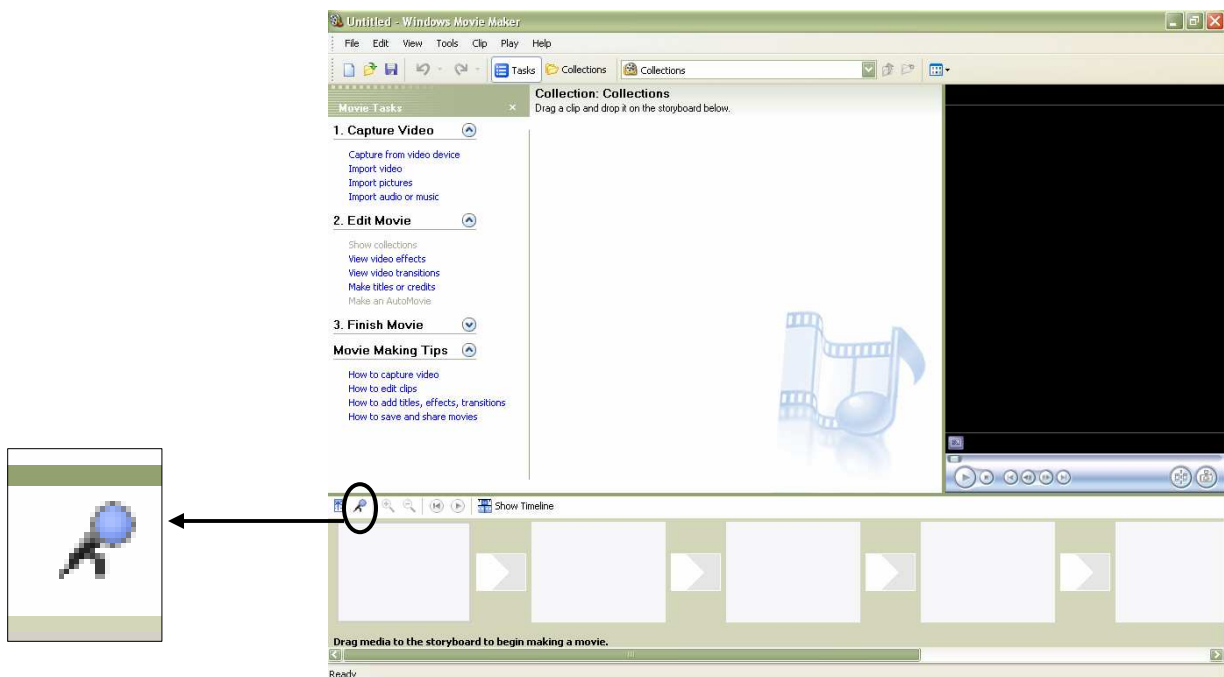 Untitled - Windows Movie Maker
File Edit View Tools Clip Play Help
Tasks Collections Collections
Movie Tasks
Collection: Collections
Drag a clip and drop it on the storyboard below.
1. Capture Video
Capture from video device
Import video
Import pictures
Import audio or music
2. Edit Movie
Show collections
View video effects
View video transitions
Make titles or credits
Make an AutoMovie
3. Finish Movie
Movie Making Tips
How to capture video
How to edit clips
How to add titles, effects, transitions
How to save and share movies
Show Timeline
Drag media to the storyboard to begin making a movie.
Ready